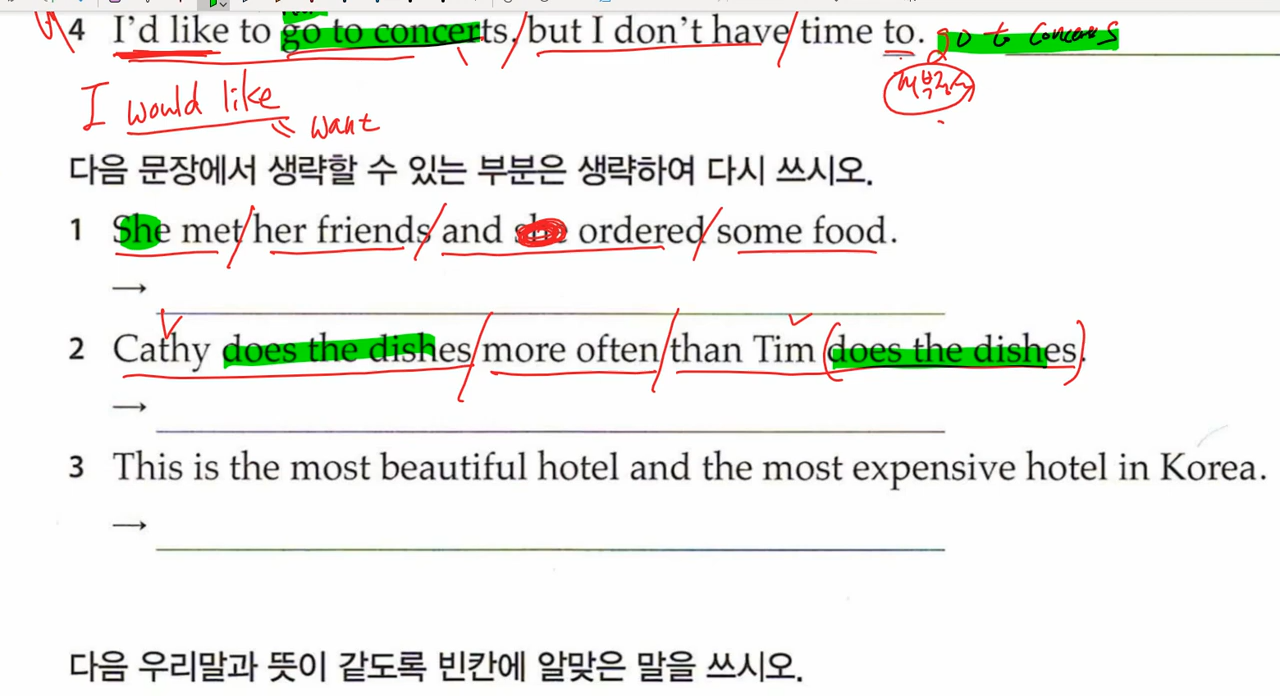 4 I'd like to go to concerts, but I don't have time to. go to concerts
I would like
want
다음 문장에서 생략할 수 있는 부분은 생략하여 다시 쓰시오.
1 She met her friends and she ordered some food.
→
2 Cathy does the dishes more often than Tim (does the dishes).
→
3 This is the most beautiful hotel and the most expensive hotel in Korea.
→
다음 우리말과 뜻이 같도록 빈칸에 알맞은 말을 쓰시오.